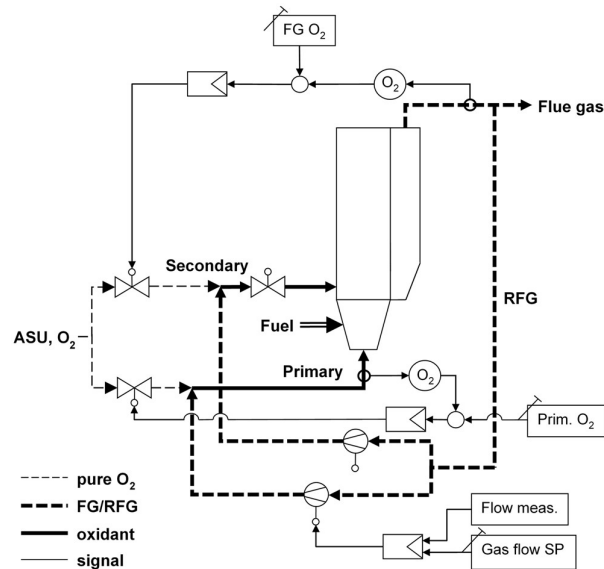 FG O₂
O₂
Flue gas
Secondary
RFG
Fuel
ASU, O₂
Primary
O₂
Prim. O₂
pure O₂
FG/RFG
oxidant
signal
Flow meas.
Gas flow SP